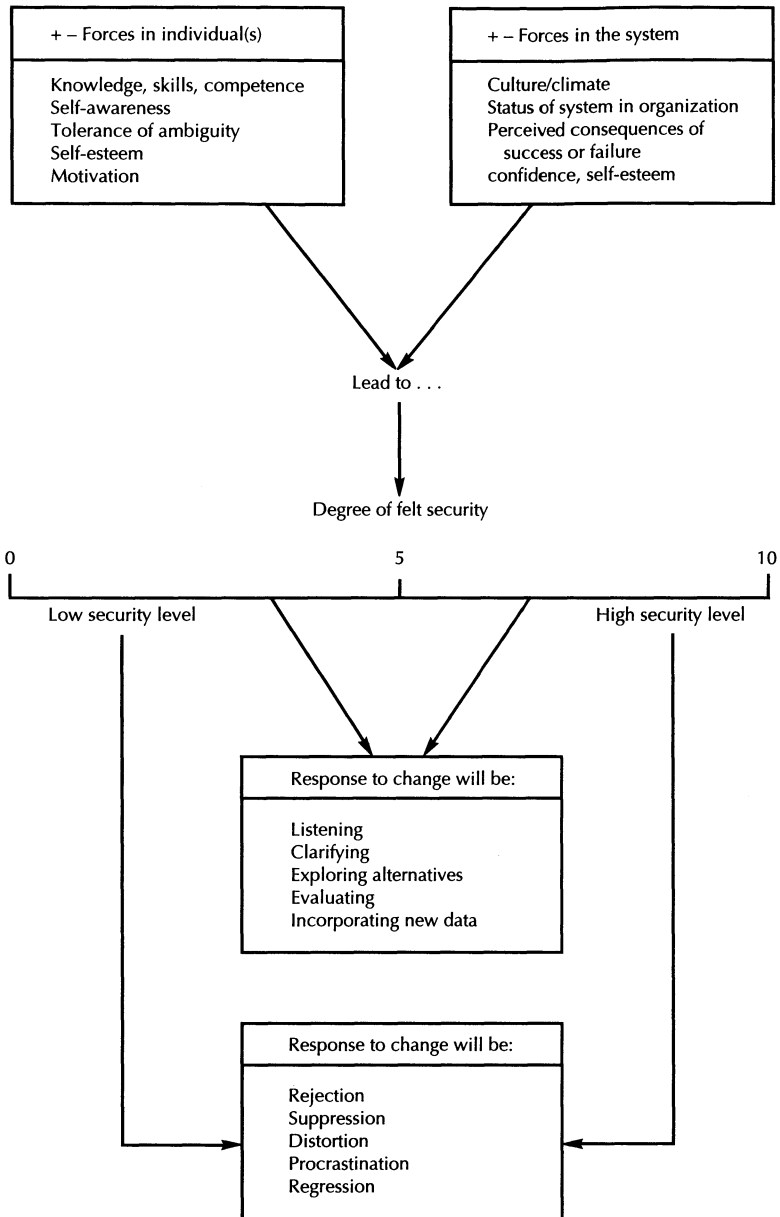 + – Forces in individual(s)
Knowledge, skills, competence
Self-awareness
Tolerance of ambiguity
Self-esteem
Motivation
+ – Forces in the system
Culture/climate
Status of system in organization
Perceived consequences of
success or failure
confidence, self-esteem
Lead to . . .
Degree of felt security
0 5 10
Low security level High security level
Response to change will be:
Listening
Clarifying
Exploring alternatives
Evaluating
Incorporating new data
Response to change will be:
Rejection
Suppression
Distortion
Procrastination
Regression